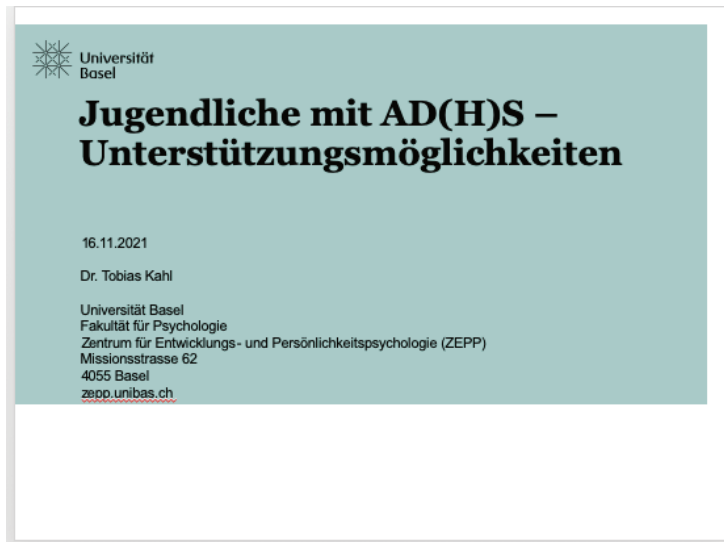 Universität
Basel
Jugendliche mit AD(H)S –
Unterstützungsmöglichkeiten
16.11.2021
Dr. Tobias Kahl
Universität Basel
Fakultät für Psychologie
Zentrum für Entwicklungs- und Persönlichkeitspsychologie (ZEPP)
Missionsstrasse 62
4055 Basel
zepp.unibas.ch